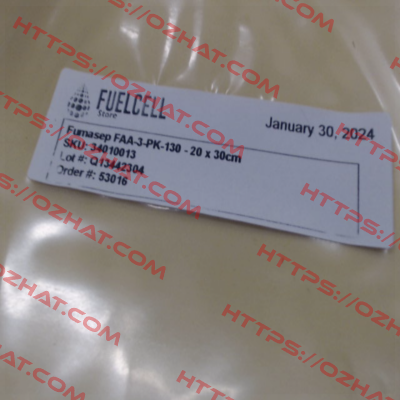 FUELCELL
Store
January 30, 2024
Fumasep FAA-3-PK-130 - 20 x 30cm
SKU: 34010013
Lot #: Q13442304
Order #: 53016
HTTPS://OZHAT.COM
HTTPS://OZHAT.COM
HTTPS://OZHAT.COM
HTTPS://OZHAT.COM
HTTPS://OZHAT.COM